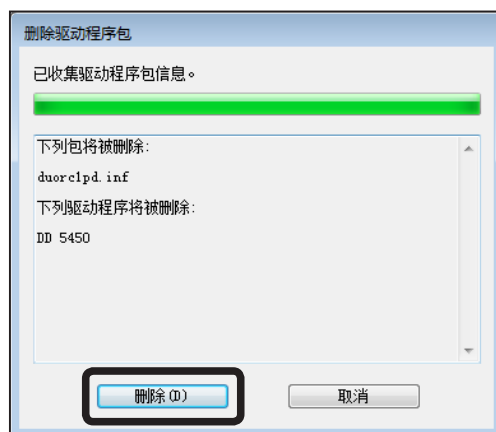 删除驱动程序包
已收集驱动程序包信息。
下列包将被删除:
duorc1pd.inf
下列驱动程序将被删除:
DD 5450
删除(D)
取消